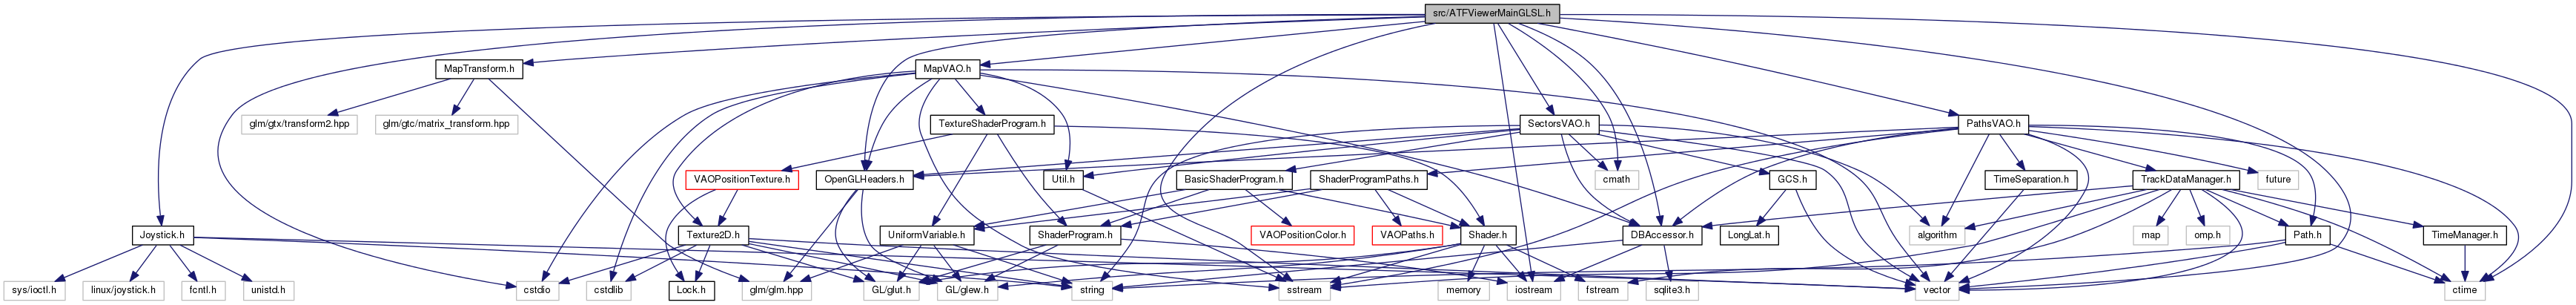 src/ATFViewerMainGLSL.h
MapTransform.h
MapVAO.h
glm/gtx/transform2.hpp
glm/gtc/matrix_transform.hpp
TextureShaderProgram.h
SectorsVAO.h
PathsVAO.h
VAOPositionTexture.h
OpenGLHeaders.h
Util.h
BasicShaderProgram.h
ShaderProgramPaths.h
cmath
GCS.h
TimeSeparation.h
TrackDataManager.h
future
Joystick.h
Texture2D.h
UniformVariable.h
ShaderProgram.h
VAOPositionColor.h
VAOPaths.h
Shader.h
DBAccessor.h
LongLat.h
algorithm
map
omp.h
Path.h
TimeManager.h
sys/ioctl.h
linux/joystick.h
fcntl.h
unistd.h
cstdio
cstdlib
Lock.h
glm/glm.hpp
GL/glut.h
GL/glew.h
string
sstream
memory
iostream
fstream
sqlite3.h
vector
ctime